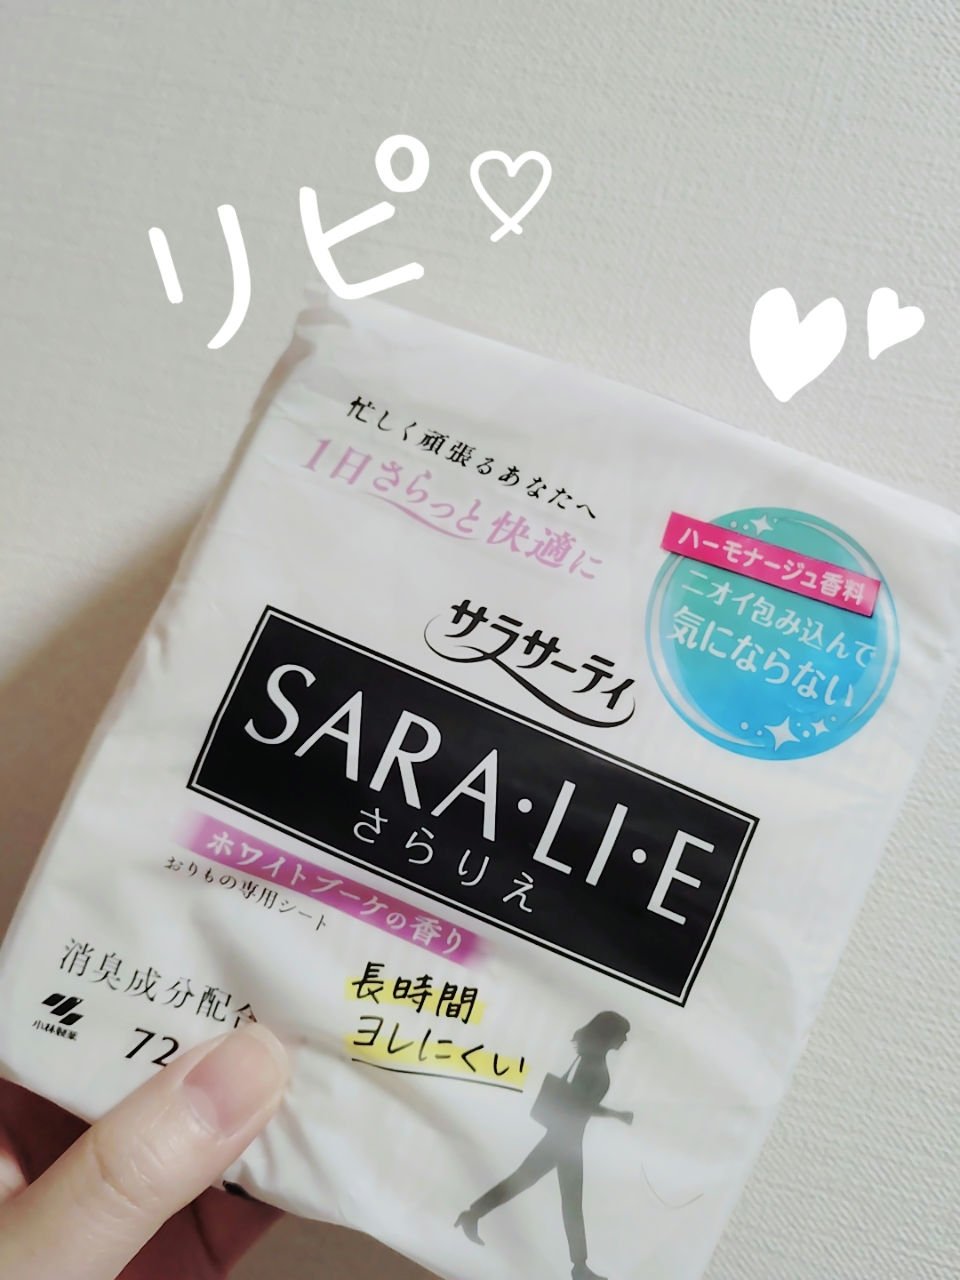 リピ♡
忙しく頑張るあなたへ
1日さらっと快適に
ハーモナージュ香料
ニオイ包み込んで
気にならない
サラサーティ
SARA・LI・E
さらりえ
ホワイトブーケの香り
おりもの専用シート
消臭成分配合
小林製薬
72
長時間
ヨレにくい